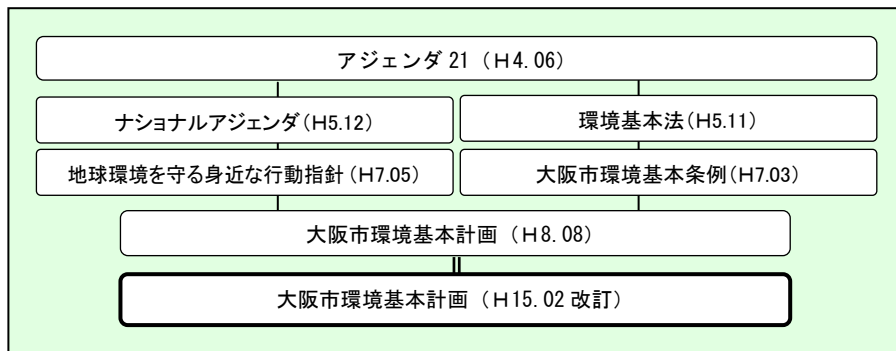 アジェンダ 21（Ｈ4.06）
ナショナルアジェンダ(H5.12)
環境基本法(H5.11)
地球環境を守る身近な行動指針(H7.05)
大阪市環境基本条例(H7.03)
大阪市環境基本計画（Ｈ8.08）
大阪市環境基本計画（Ｈ15.02 改訂）